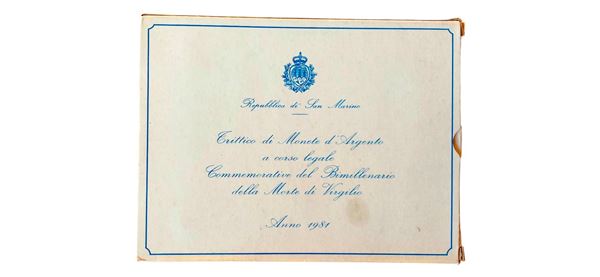 Repubblica di San Marino
Trittico di Monete d'Argento
a corso legale
Commemorative del Bimillenario
della Morte di Virgilio
Anno 1981